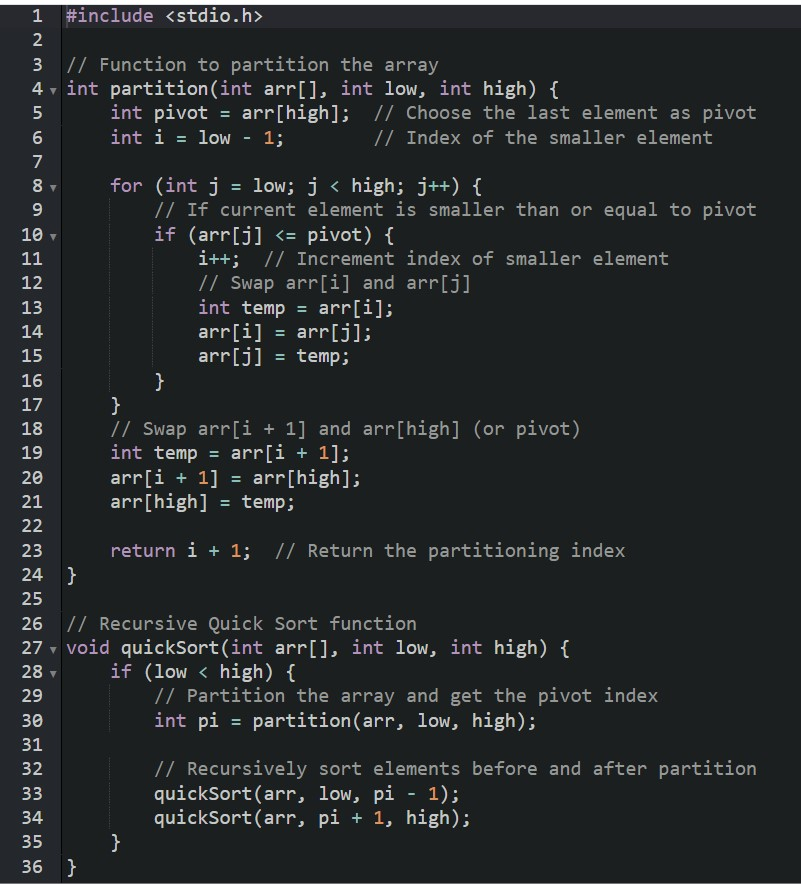 1 #include <stdio.h>
2
3 // Function to partition the array
4 int partition(int arr[], int low, int high) {
5     int pivot = arr[high];  // Choose the last element as pivot
6     int i = low - 1;        // Index of the smaller element
7
8     for (int j = low; j < high; j++) {
9         // If current element is smaller than or equal to pivot
10         if (arr[j] <= pivot) {
11             i++;  // Increment index of smaller element
12             // Swap arr[i] and arr[j]
13             int temp = arr[i];
14             arr[i] = arr[j];
15             arr[j] = temp;
16         }
17     }
18     // Swap arr[i + 1] and arr[high] (or pivot)
19     int temp = arr[i + 1];
20     arr[i + 1] = arr[high];
21     arr[high] = temp;
22
23     return i + 1;  // Return the partitioning index
24 }
25
26 // Recursive Quick Sort function
27 void quickSort(int arr[], int low, int high) {
28     if (low < high) {
29         // Partition the array and get the pivot index
30         int pi = partition(arr, low, high);
31
32         // Recursively sort elements before and after partition
33         quickSort(arr, low, pi - 1);
34         quickSort(arr, pi + 1, high);
35     }
36 }